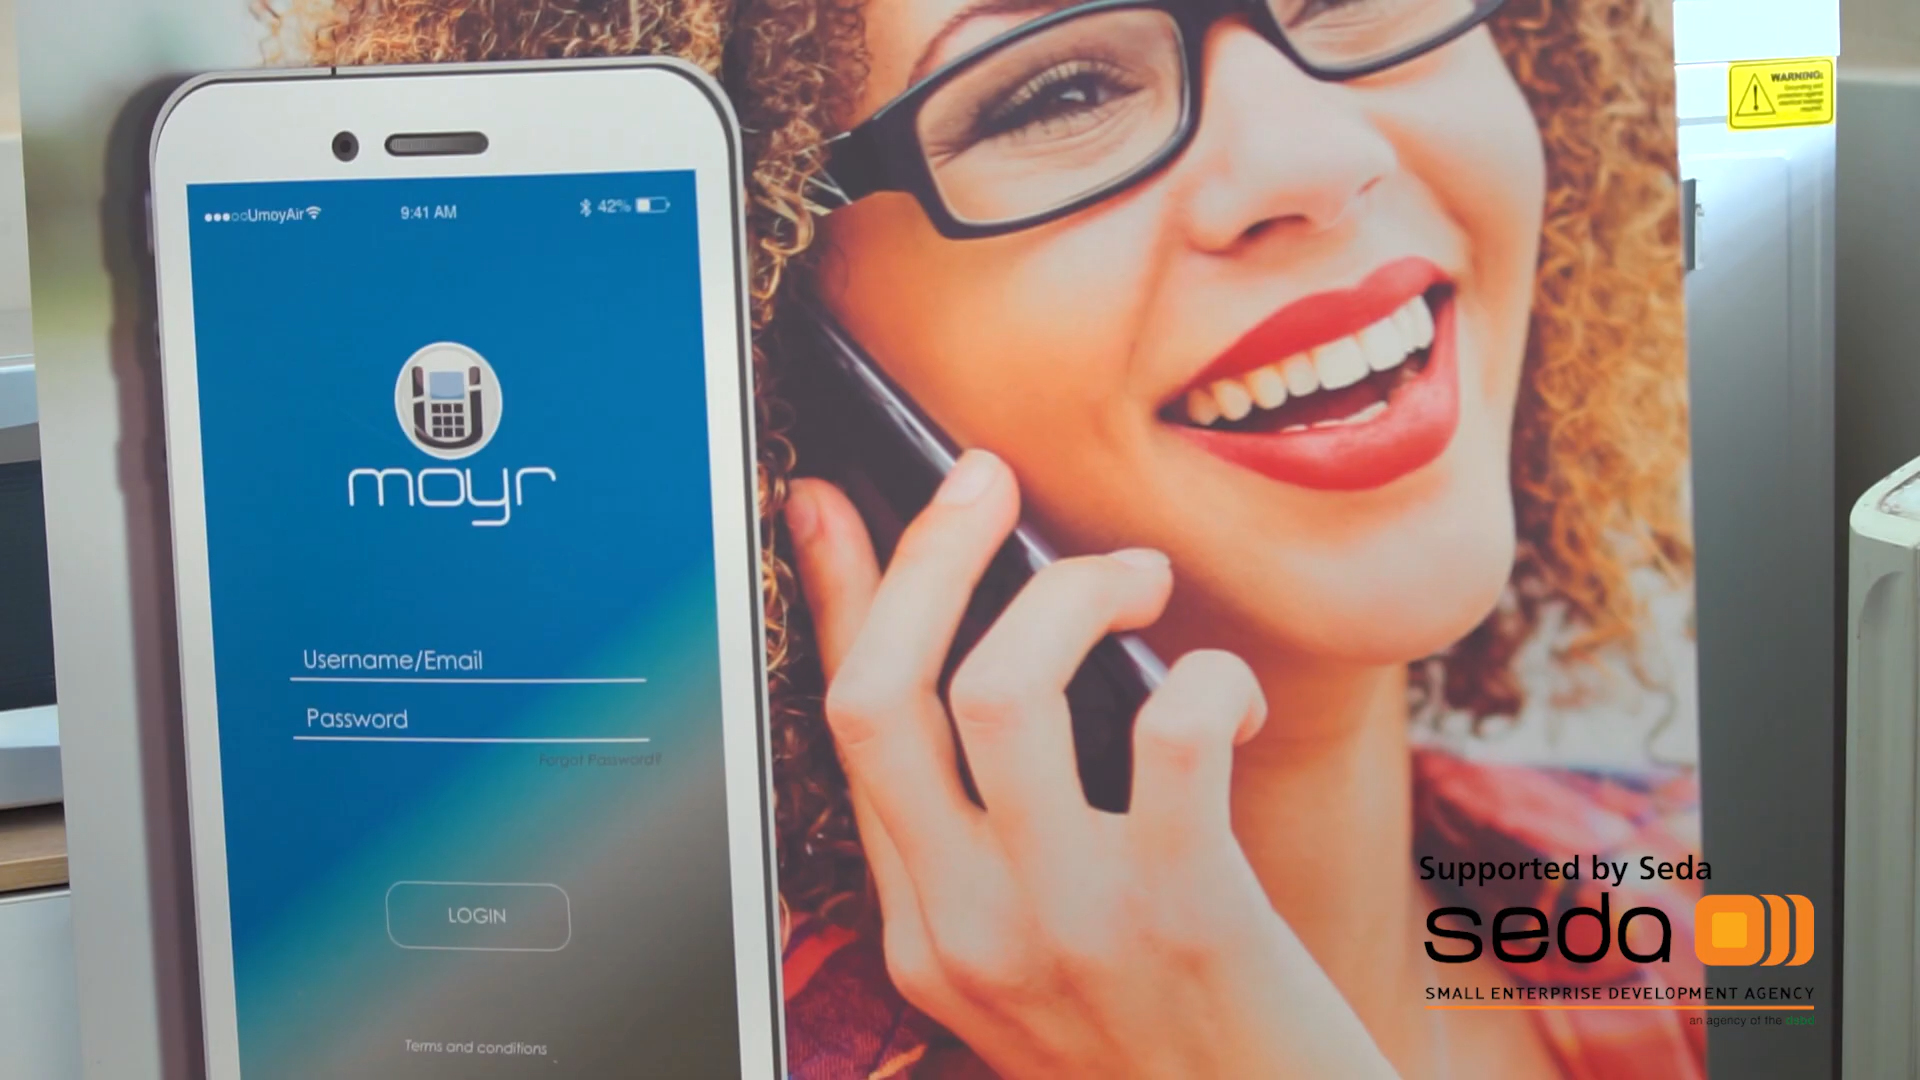 UmoyAir 9:41 AM 42%
moyr
Username/Email
Password
Forgot Password?
LOGIN
Terms and conditions
WARNING:
Supported by Seda
seda
SMALL ENTERPRISE DEVELOPMENT AGENCY
an agency of the dsbd